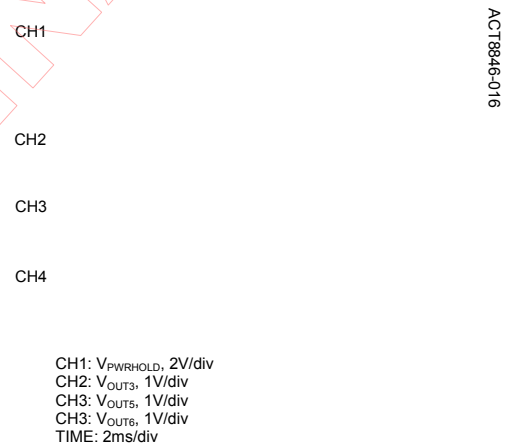 CH1
ACT8846-016
CH2
CH3
CH4
CH1: VPWRHOLD, 2V/div
CH2: VOUT3, 1V/div
CH3: VOUT5, 1V/div
CH3: VOUT6, 1V/div
TIME: 2ms/div